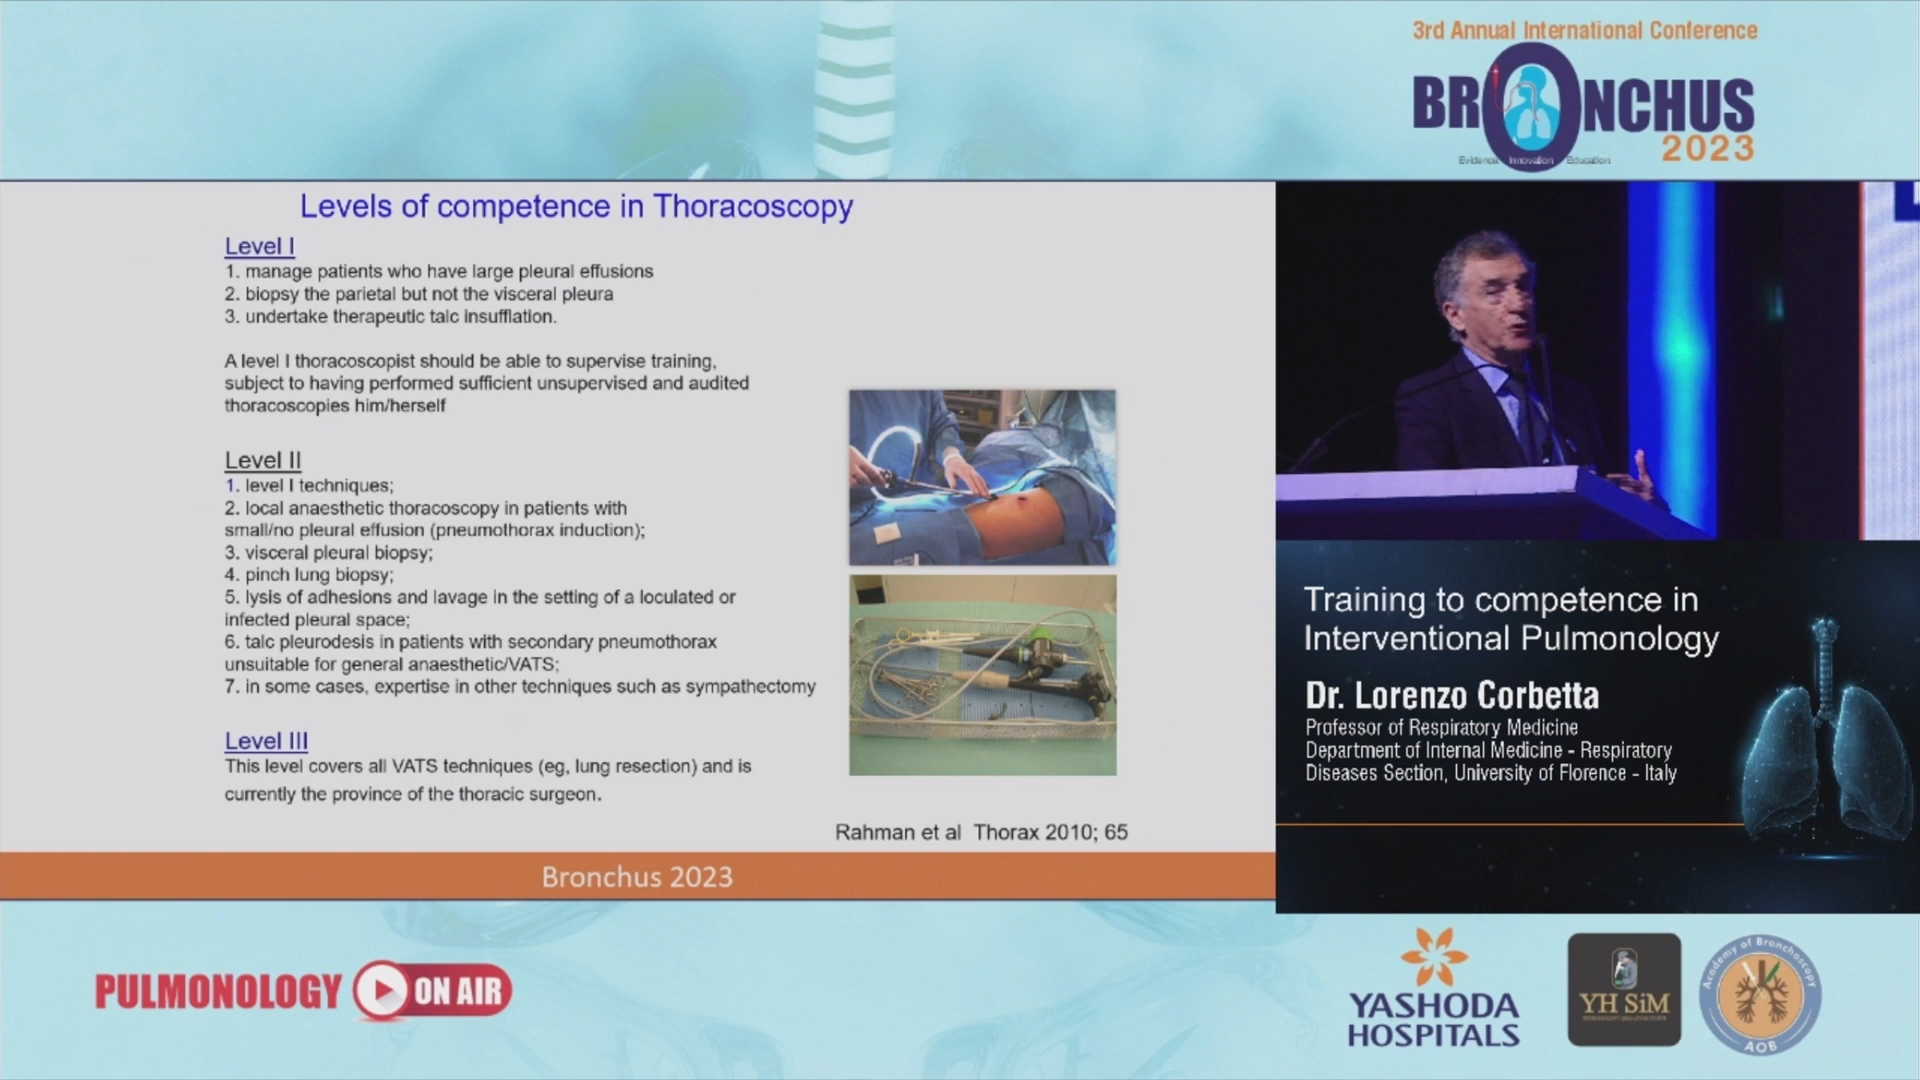 3rd Annual International Conference
BRONCHUS
2023
Evidence Innovation Education
Levels of competence in Thoracoscopy
Level I
1. manage patients who have large pleural effusions
2. biopsy the parietal but not the visceral pleura
3. undertake therapeutic talc insufflation.
A level I thoracoscopist should be able to supervise training,
subject to having performed sufficient unsupervised and audited
thoracoscopies him/herself
Level II
1. level I techniques;
2. local anaesthetic thoracoscopy in patients with
small/no pleural effusion (pneumothorax induction);
3. visceral pleural biopsy;
4. pinch lung biopsy;
5. lysis of adhesions and lavage in the setting of a loculated or
infected pleural space;
6. talc pleurodesis in patients with secondary pneumothorax
unsuitable for general anaesthetic/VATS;
7. in some cases, expertise in other techniques such as sympathectomy
Level III
This level covers all VATS techniques (eg, lung resection) and is
currently the province of the thoracic surgeon.
Rahman et al Thorax 2010; 65
Bronchus 2023
Training to competence in
Interventional Pulmonology
Dr. Lorenzo Corbetta
Professor of Respiratory Medicine
Department of Internal Medicine - Respiratory
Diseases Section, University of Florence - Italy
PULMONOLOGY ON AIR
YASHODA
HOSPITALS
YH SiM
Academy of Bronchoscopy
AOB